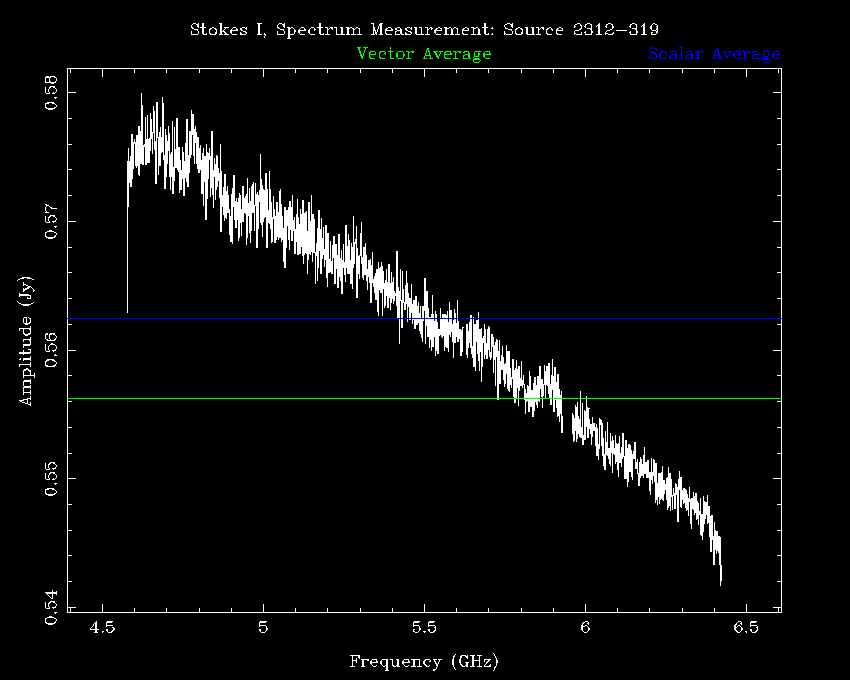 Stokes I, Spectrum Measurement: Source 2312−319
Vector Average
Scalar Average
0.58
0.57
0.56
0.55
0.54
Amplitude (Jy)
4.5
5
5.5
6
6.5
Frequency (GHz)